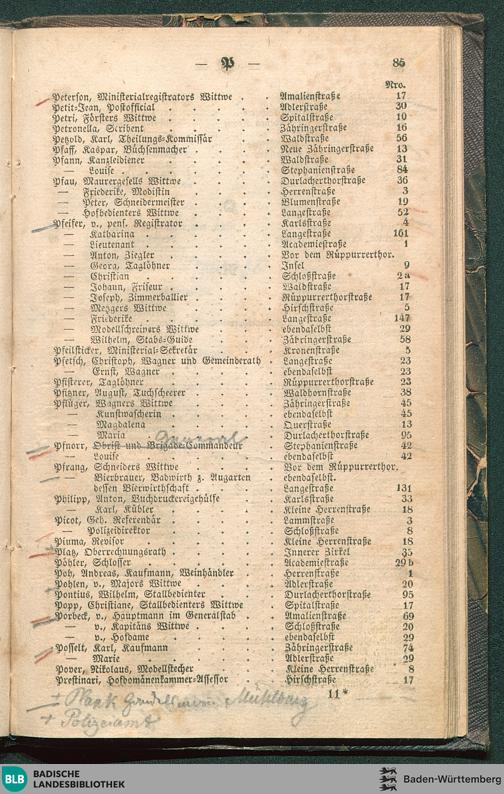 — P — 85
Nro.
Peterson, Ministerialregistrators Wittwe . Amalienstraße 17
Petit-Jean, Postofficial . Adlerstraße 30
Petri, Försters Wittwe . Spitalstraße 10
Petronella, Scribent . Zähringerstraße 16
Petzold, Karl, Theilungs-Kommissär . Waldstraße 56
Pfaff, Kaspar, Büchsenmacher . Neue Zähringerstraße 13
Pfann, Kanzleidiener . Waldstraße 31
— Louise . Stephanienstraße 84
Pfau, Maurergesells Wittwe . Durlacherthorstraße 36
— Friederike, Modistin . Herrenstraße 3
— Peter, Schneidermeister . Blumenstraße 19
— Hofbedienters Wittwe . Langestraße 52
Pfeifer, v., pens. Registrator . Karlstraße 4
— Katharina . Langestraße 161
— Lieutenant . Academiestraße 1
— Anton, Ziegler . Vor dem Rüppurrerthor.
— Georg, Taglöhner . Insel 9
— Christian . Schloßstraße 2a
— Johann, Friseur . Waldstraße 17
— Joseph, Zimmerballier . Rüppurrerthorstraße 17
— Metzgers Wittwe . Hirschstraße 5
— Friederike . Langestraße 147
— Modellschreiners Wittwe . ebendaselbst 29
— Wilhelm, Stabs-Guide . Zähringerstraße 58
Pfeilsticker, Ministerial-Sekretär . Kronenstraße 5
Pfetsch, Christoph, Wagner und Gemeinderath . Langestraße 23
— Ernst, Wagner . ebendaselbst 23
Pfisterer, Taglöhner . Rüppurrerthorstraße 23
Pfitzner, August, Tuchscheerer . Waldhornstraße 38
Pflüger, Wagners Wittwe . Zähringerstraße 45
— Kunstwascherin . ebendaselbst 45
— Magdalena . Querstraße 13
— Maria . Durlacherthorstraße 95
General
Pfnorr, Obrist und Brigade-Commandeur . Stephanienstraße 42
— Louise . ebendaselbst. 42
Pfrang, Schneiders Wittwe . Vor dem Rüppurrerthor.
— Bierbrauer, Badwirth z. Augarten . ebendaselbst.
dessen Bierwirthschaft . Langestraße 131
Philipp, Anton, Buchdruckereigehülfe . Karlsstraße 33
— Karl, Kübler . Kleine Herrenstraße 18
Picot, Geh. Referendär . Lammstraße 3
— Polizeidirektor . Schloßstraße 8
Piuma, Revisor . Kleine Herrenstraße 18
Platz, Oberrechnungsrath . Innerer Zirkel 35
Pöhler, Schlosser . Academiestraße 29b
Poh, Andreas, Kaufmann, Weinhändler . Herrenstraße 1
Pohlen, v., Majors Wittwe . Adlerstraße 20
Pontius, Wilhelm, Stallbedienter . Durlacherthorstraße 95
Popp, Christiane, Stallbedienters Wittwe . Spitalstraße 17
Porbeck, v., Hauptmann im Generalstab . Amalienstraße 69
— v., Kapitäns Wittwe . Schloßstraße 20
— v., Hofdame . ebendaselbst 29
Posselt, Karl, Kaufmann . Zähringerstraße 74
— Marie . Adlerstraße 29
Poyer, Nikolaus, Modellstecher . Kleine Herrenstraße 8
Prestinari, Hofdomänenkammer-Assessor . Hirschstraße 17
11*
Mühlburg
+ Polizeiamt
BLB BADISCHE LANDESBIBLIOTHEK
Baden-Württemberg